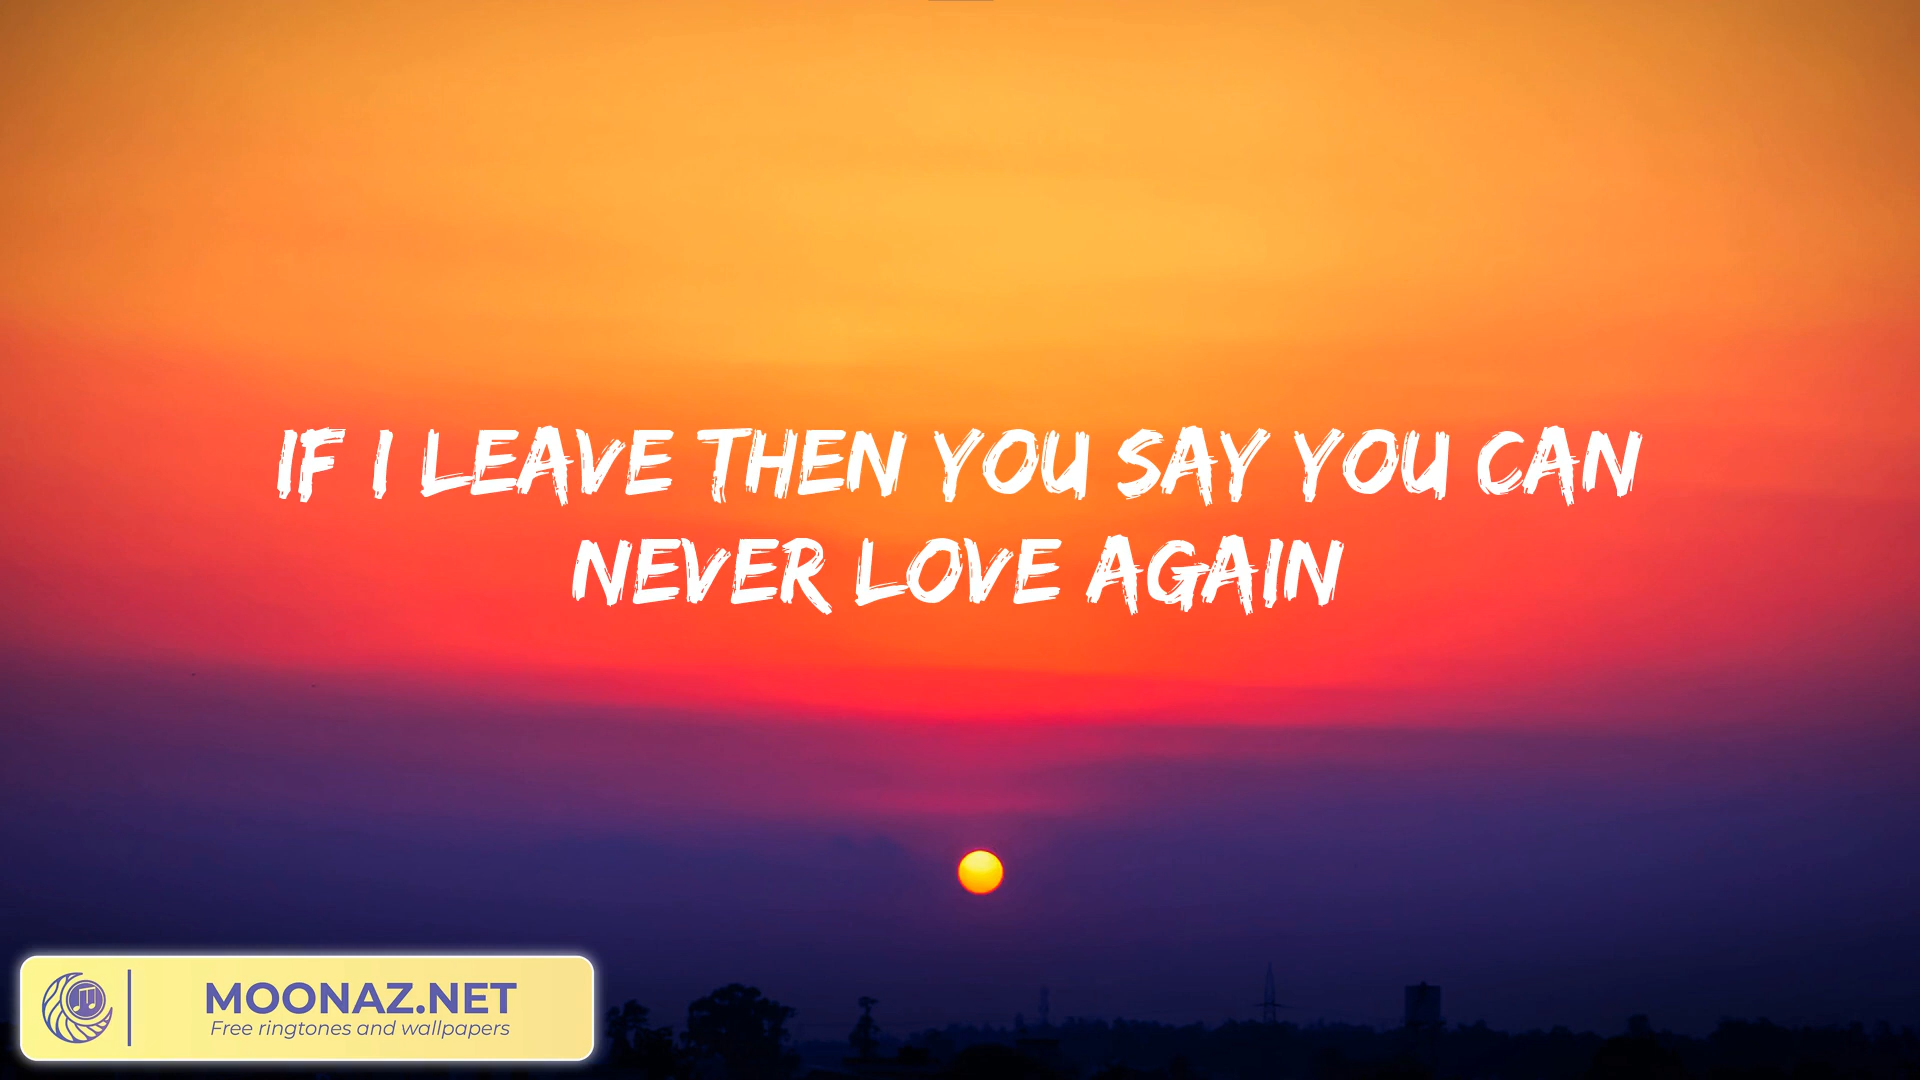 IF I LEAVE THEN YOU SAY YOU CAN
NEVER LOVE AGAIN
MOONAZ.NET
Free ringtones and wallpapers